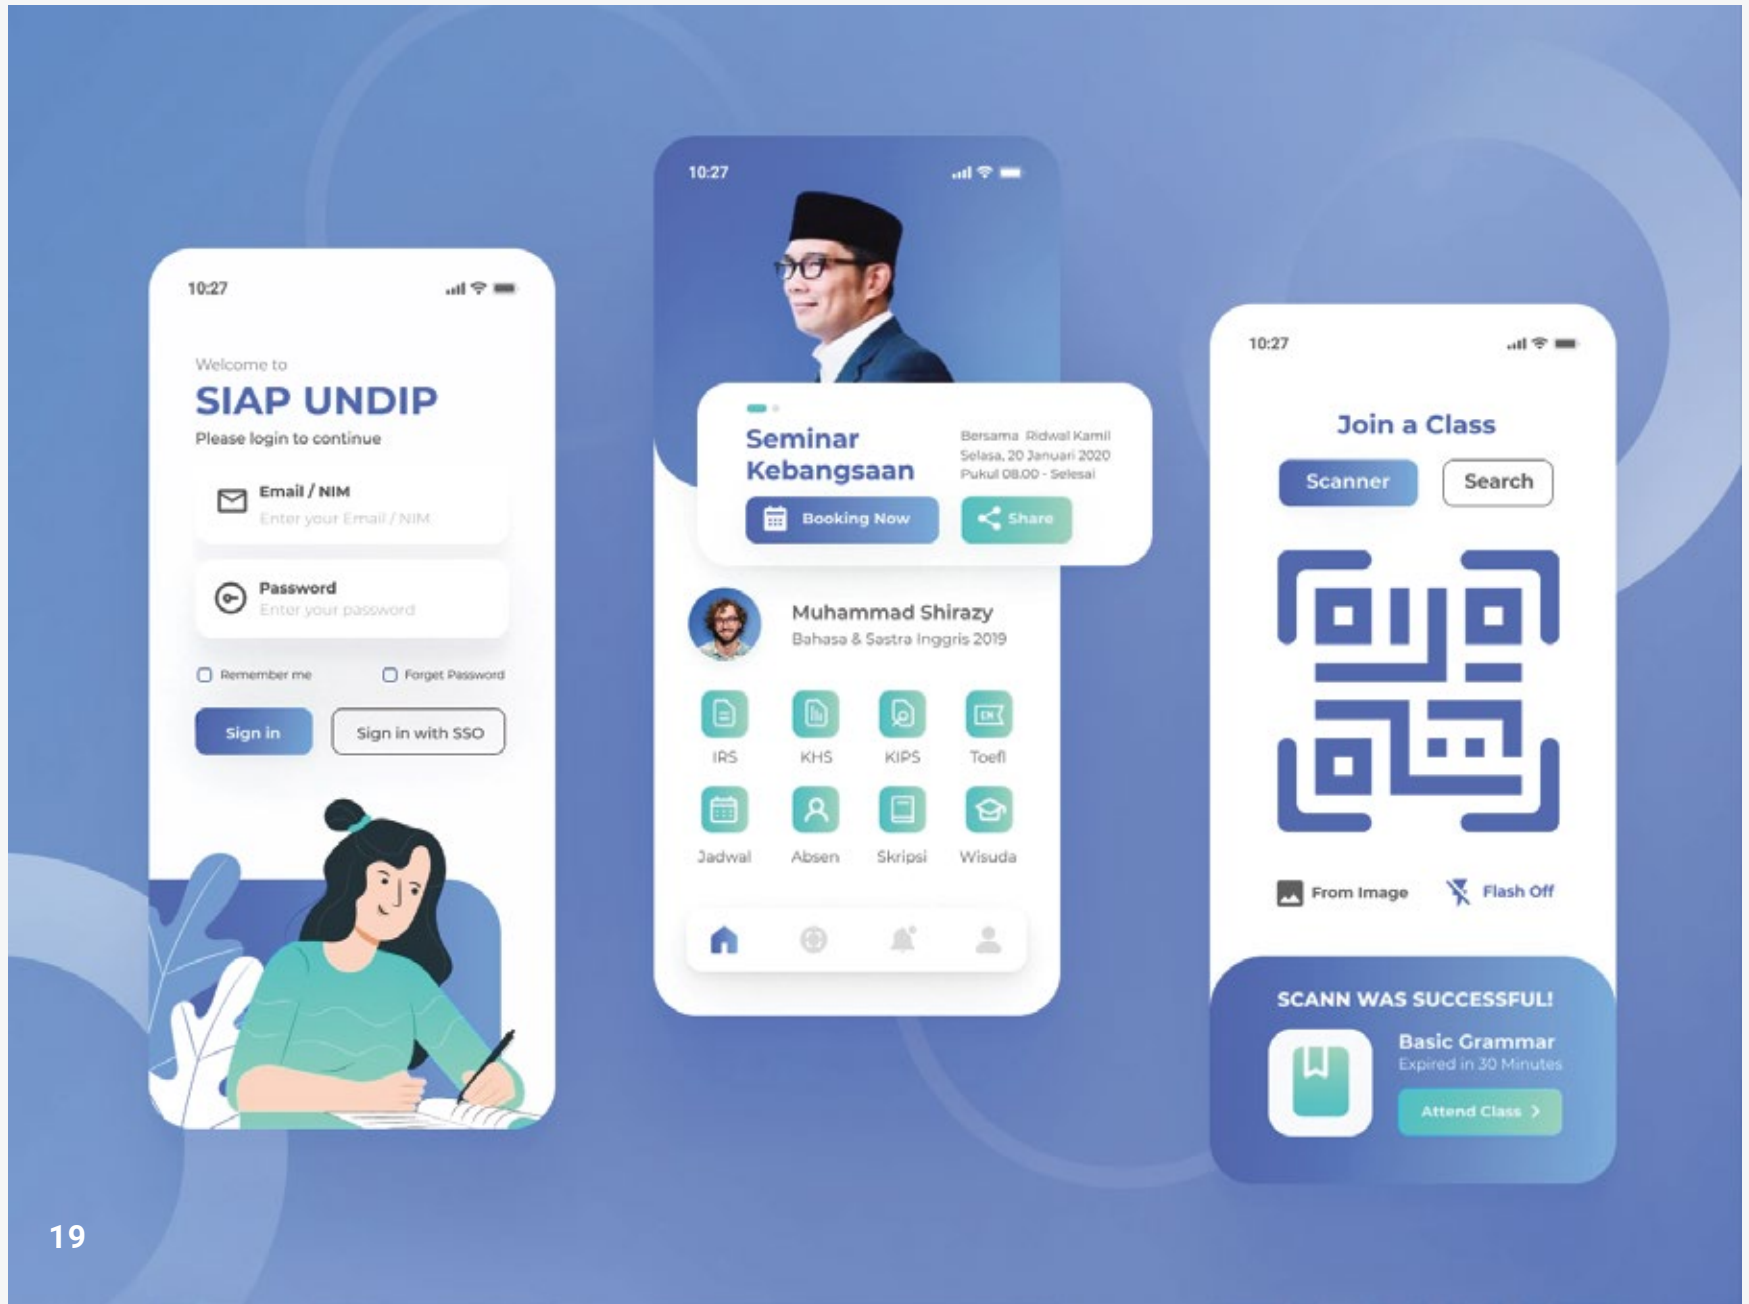 10:27
Welcome to
SIAP UNDIP
Please login to continue
Email / NIM
Enter your Email / NIM
Password
Enter your password
Remember me
Forget Password
Sign in
Sign in with SSO
10:27
Seminar
Kebangsaan
Bersama Ridwal Kamil
Selasa, 20 Januari 2020
Pukul 08.00 - Selesai
Booking Now
Share
Muhammad Shirazy
Bahasa & Sastra Inggris 2019
IRS
KHS
KIPS
EN
Toefl
Jadwal
Absen
Skripsi
Wisuda
10:27
Join a Class
Scanner
Search
From Image
Flash Off
SCANN WAS SUCCESSFUL!
Basic Grammar
Expired in 30 Minutes
Attend Class
19